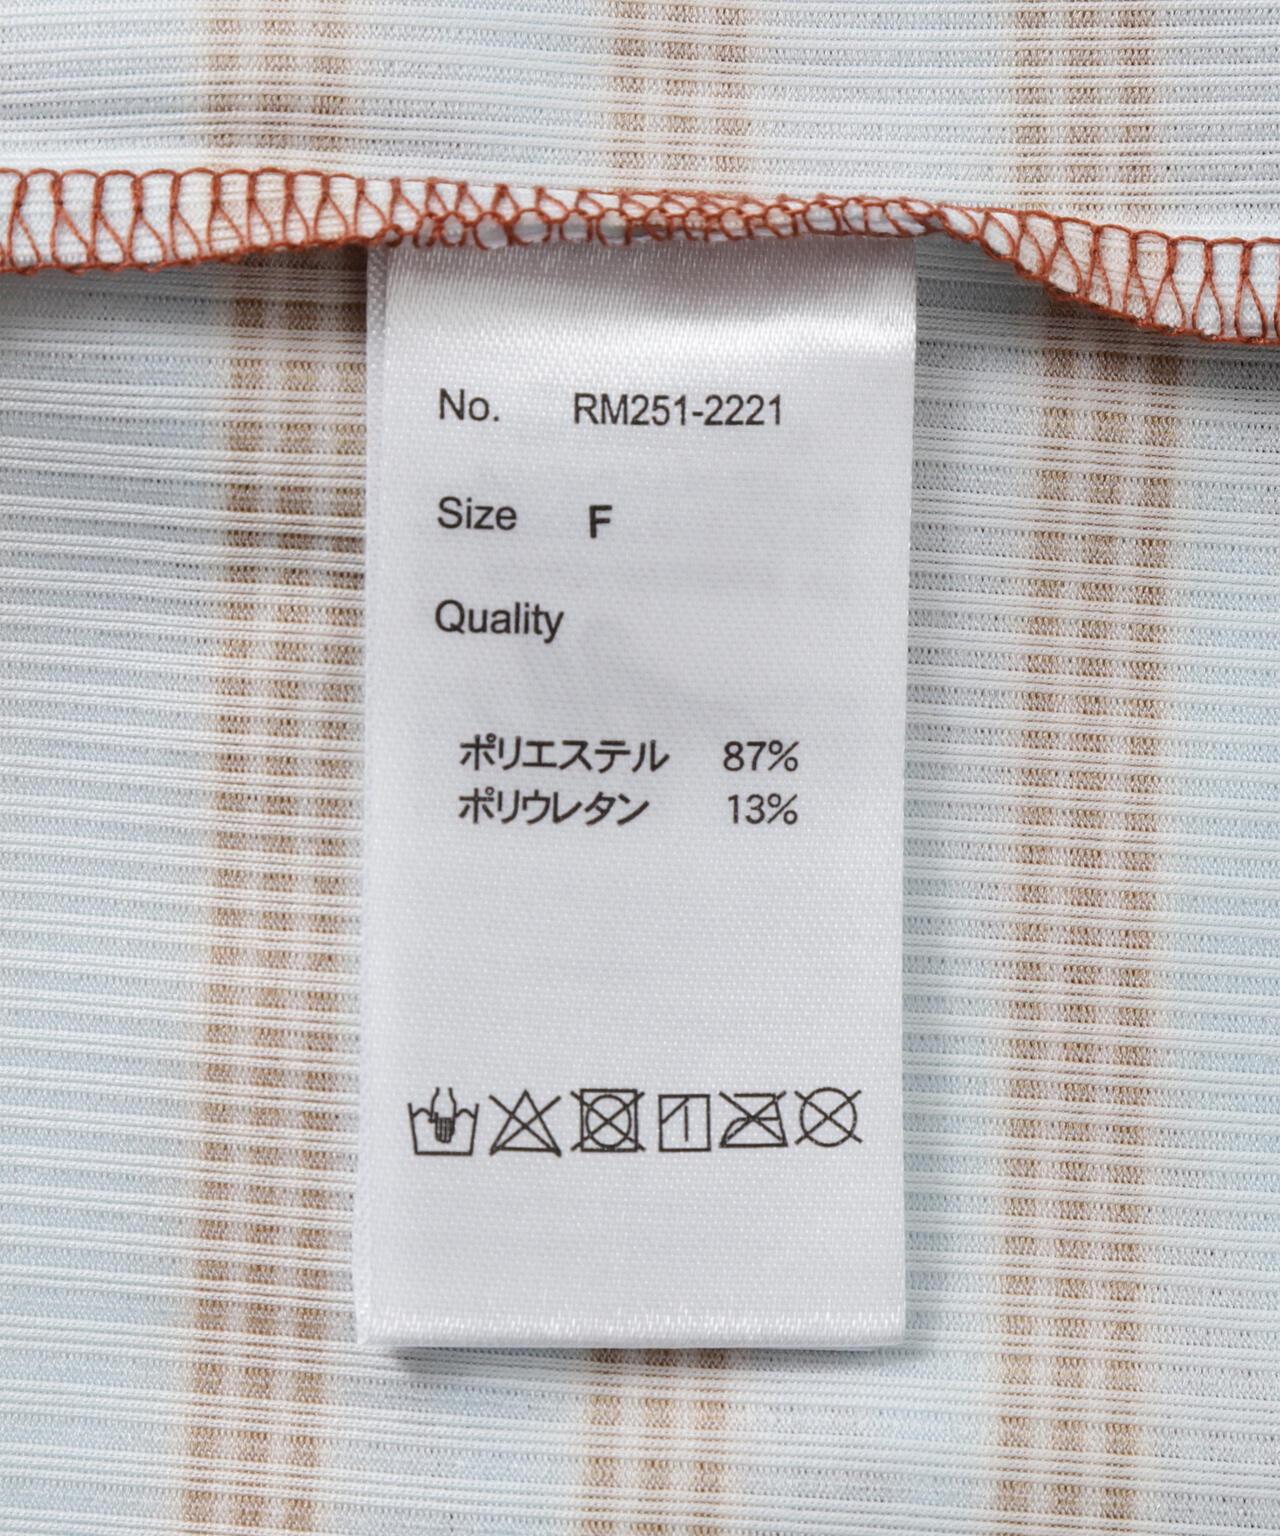 No. RM251-2221
Size F
Quality
ポリエステル 87%
ポリウレタン 13%